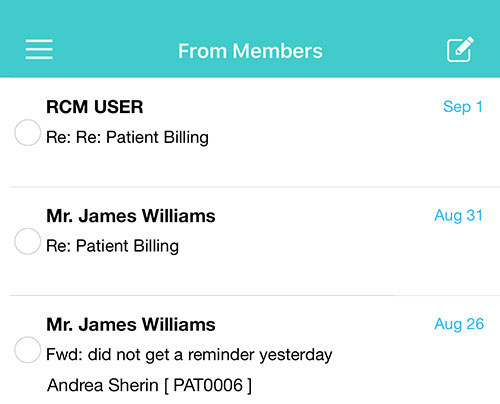 From Members
RCM USER Sep 1
Re: Re: Patient Billing
Mr. James Williams Aug 31
Re: Patient Billing
Mr. James Williams Aug 26
Fwd: did not get a reminder yesterday
Andrea Sherin [ PAT0006 ]